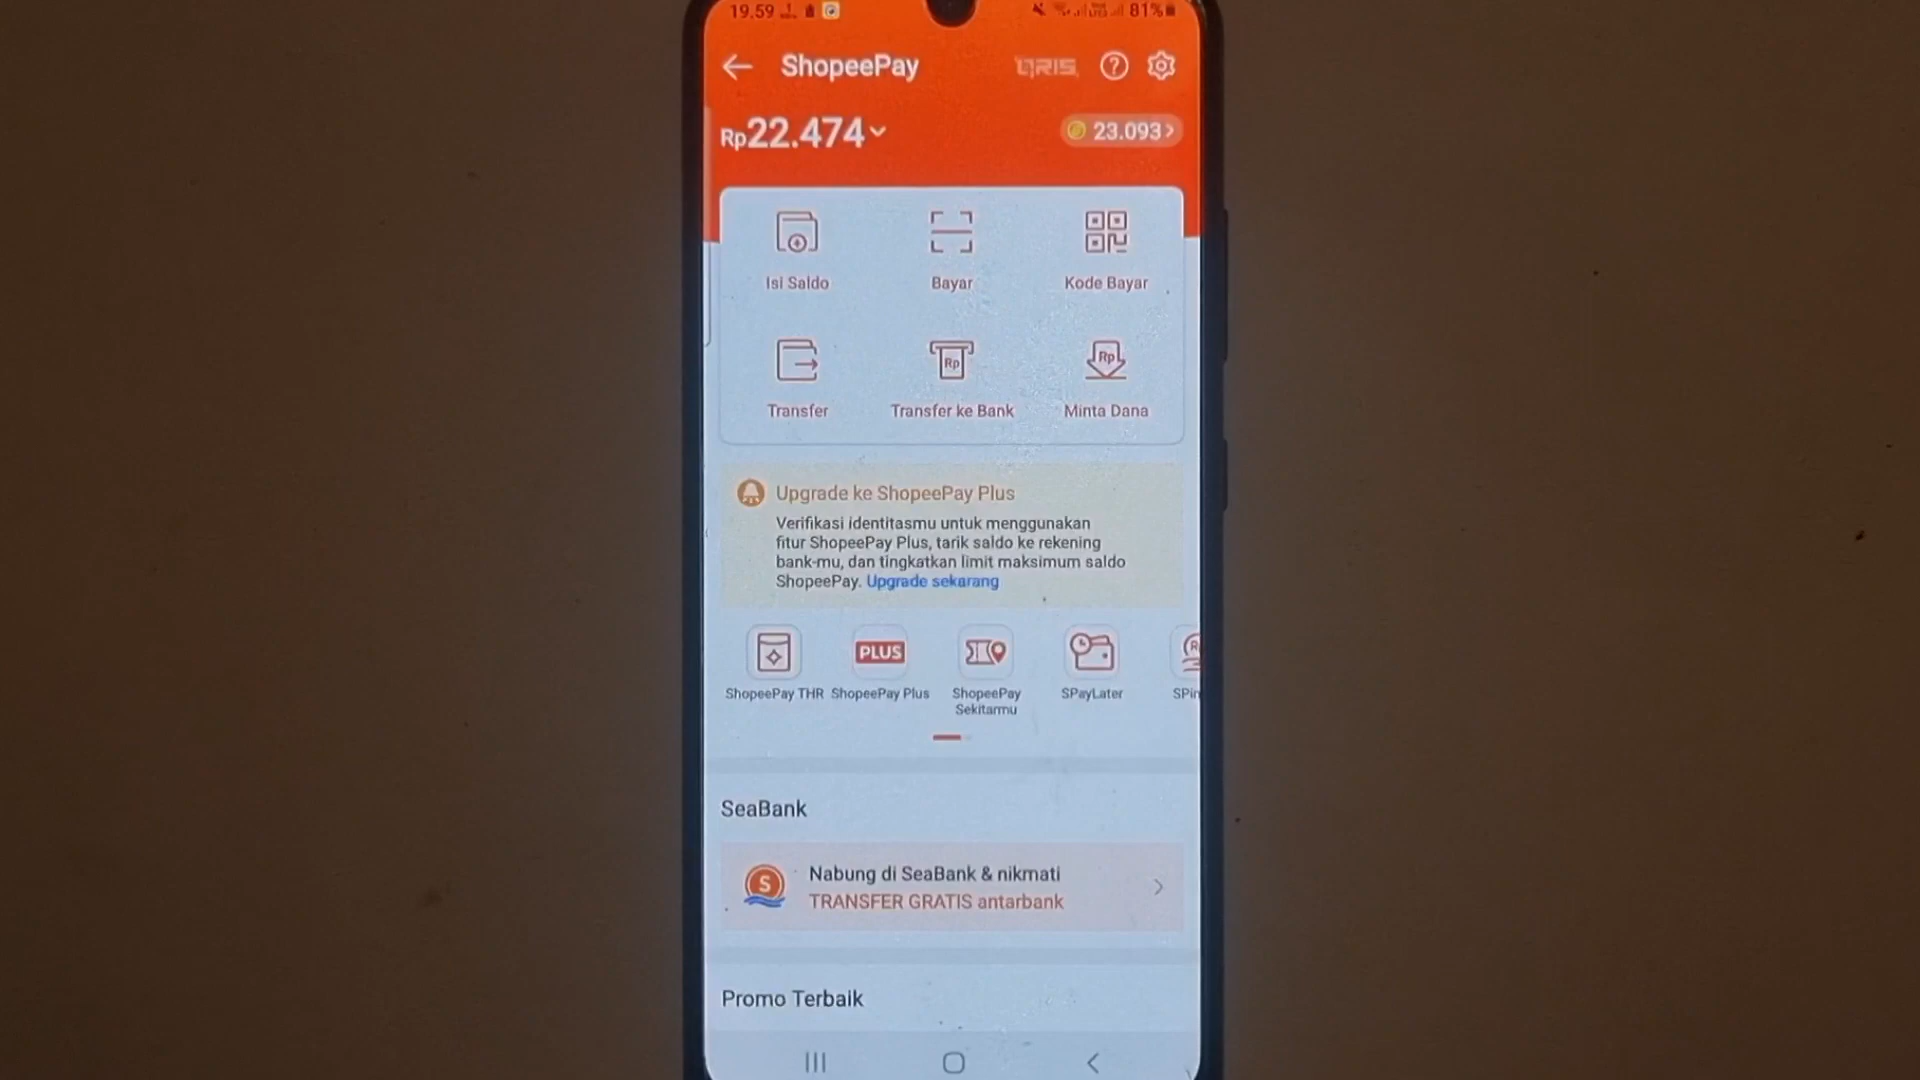 19.59 81%
ShopeePay QRIS ?
Rp22.474 23.093
Isi Saldo Bayar Kode Bayar
Rp Rp
Transfer Transfer ke Bank Minta Dana
Upgrade ke ShopeePay Plus
Verifikasi identitasmu untuk menggunakan
fitur ShopeePay Plus, tarik saldo ke rekening
bank-mu, dan tingkatkan limit maksimum saldo
ShopeePay. Upgrade sekarang
PLUS
ShopeePay THR ShopeePay Plus ShopeePay Sekitarmu SPayLater SPin
SeaBank
S
Nabung di SeaBank & nikmati
TRANSFER GRATIS antarbank
Promo Terbaik